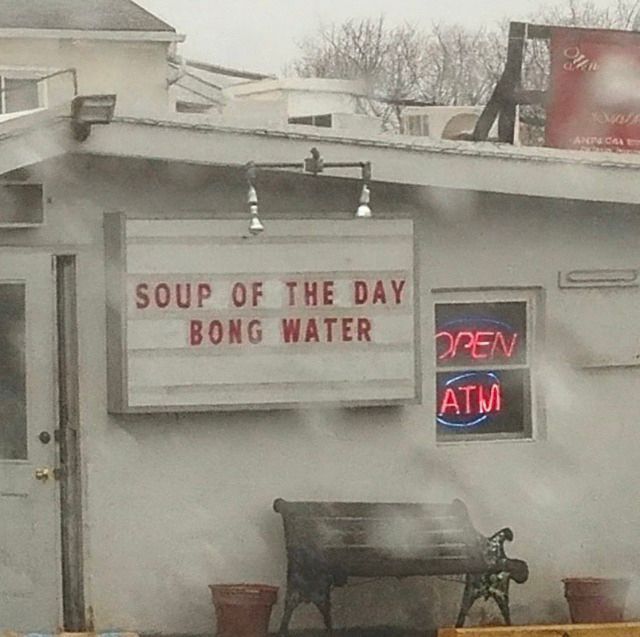 SOUP OF THE DAY
BONG WATER
OPEN
ATM